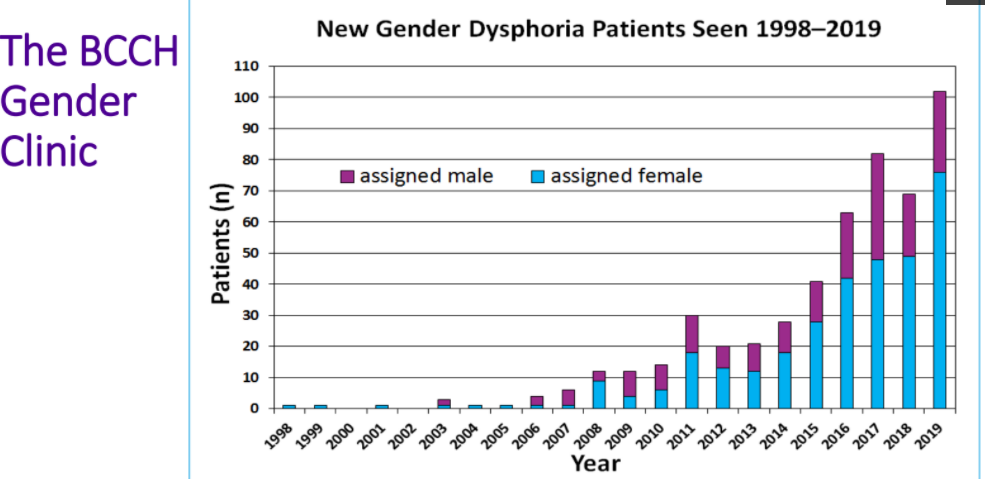 The BCCH
Gender
Clinic
New Gender Dysphoria Patients Seen 1998–2019
Patients (n)
110
100
90
80
70
60
50
40
30
20
10
0
assigned male assigned female
1998 1999 2000 2001 2002 2003 2004 2005 2006 2007 2008 2009 2010 2011 2012 2013 2014 2015 2016 2017 2018 2019
Year